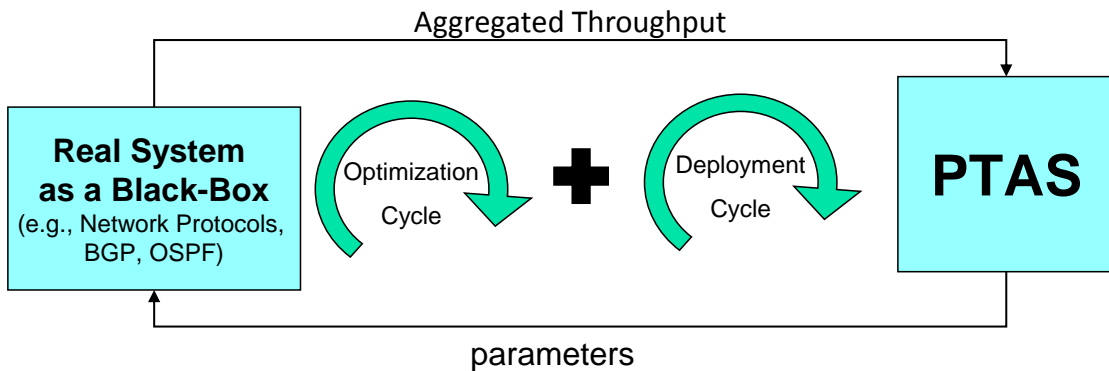 Aggregated Throughput
Real System
as a Black-Box
(e.g., Network Protocols,
BGP, OSPF)
Optimization
Cycle
Deployment
Cycle
PTAS
parameters